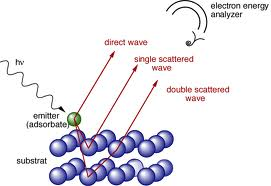 electron energy
analyzer
direct wave
hν
single scattered
wave
double scattered
wave
emitter
(adsorbate)
substrat